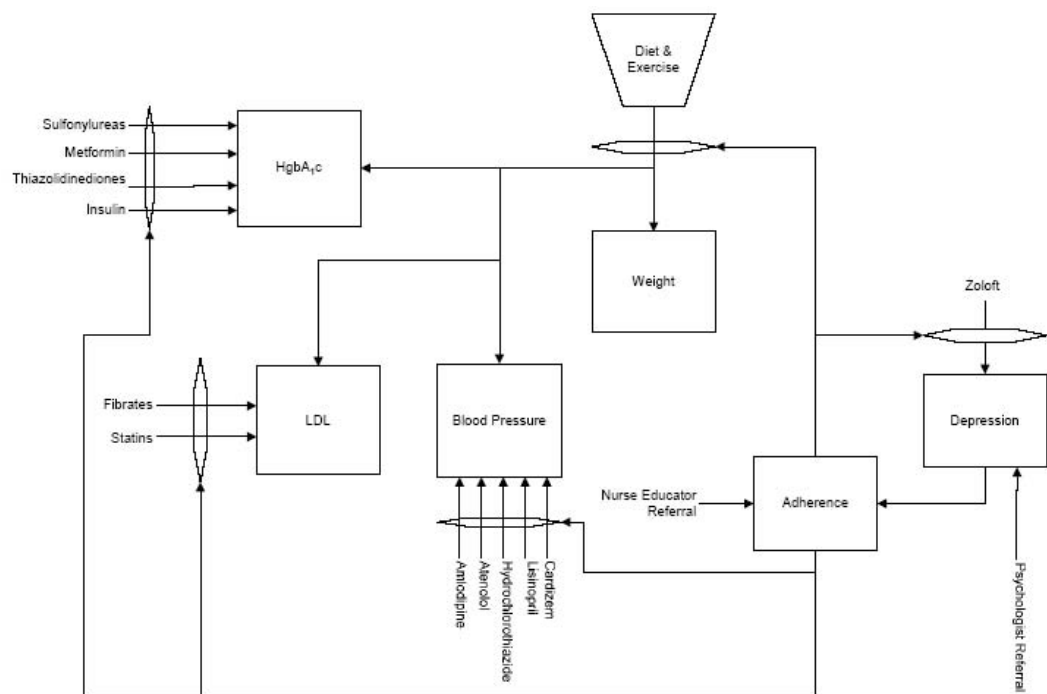 Diet &
Exercise
Sulfonylureas
Metformin
Thiazolidinediones
Insulin
HgbA₁c
Weight
Zoloft
Fibrates
Statins
LDL
Blood Pressure
Depression
Nurse Educator
Referral
Adherence
Amlodipine
Atenolol
Hydrochlorothiazide
Lisinopril
Cardizem
Psychologist Referral